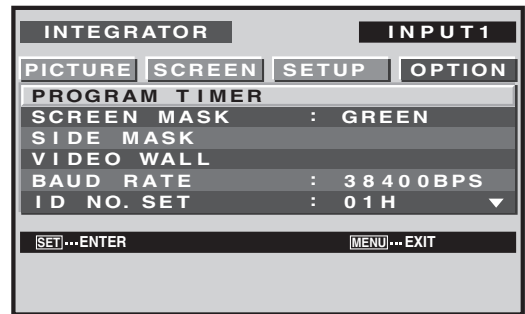 INTEGRATOR INPUT1
PICTURE SCREEN SETUP OPTION
PROGRAM TIMER
SCREEN MASK : GREEN
SIDE MASK
VIDEO WALL
BAUD RATE : 38400BPS
ID NO. SET : 01H ▼
SET···ENTER MENU···EXIT